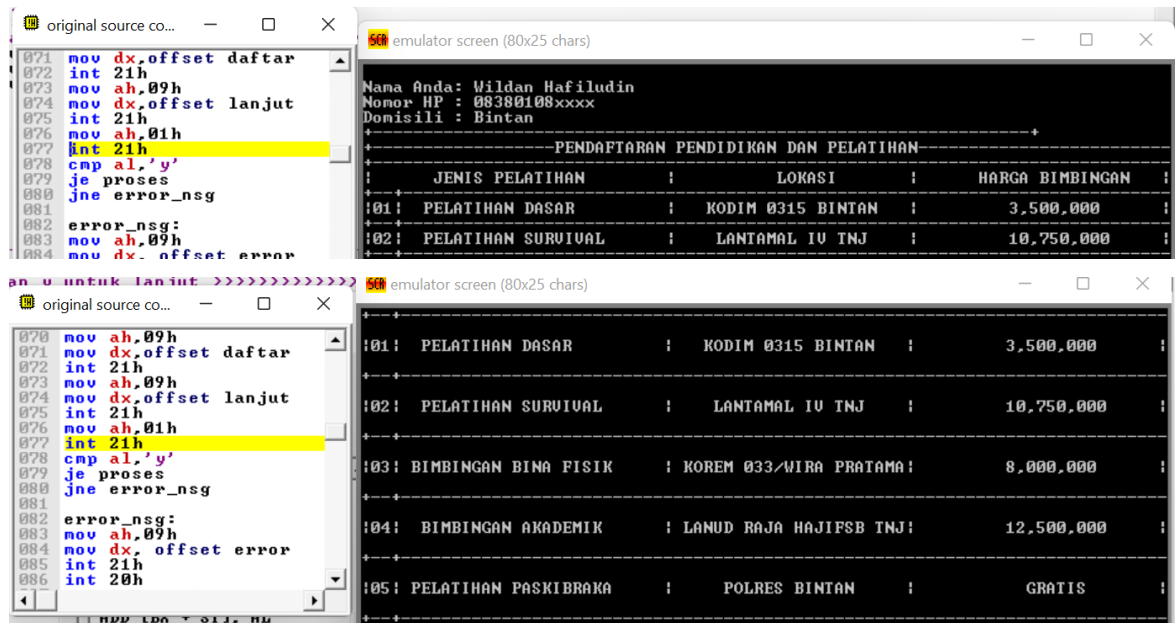 original source co...
071 mov dx,offset daftar
072 int 21h
073 mov ah,09h
074 mov dx,offset lanjut
075 int 21h
076 mov ah,01h
077 int 21h
078 cmp al,'y'
079 je proses
080 jne error_nsg
081
082 error_nsg:
083 mov ah,09h
084 mov dx, offset error
SCR emulator screen (80x25 chars)
Nama Anda: Wildan Hafiludin
Nomor HP : 08380108xxxx
Domisili : Bintan
PENDAFTARAN PENDIDIKAN DAN PELATIHAN
JENIS PELATIHAN LOKASI HARGA BIMBINGAN
01 PELATIHAN DASAR KODIM 0315 BINTAN 3,500,000
02 PELATIHAN SURVIVAL LANTAMAL IV TNJ 10,750,000
an y untuk lanjut >>>>>>>>>>>>>
original source co...
070 mov ah,09h
071 mov dx,offset daftar
072 int 21h
073 mov ah,09h
074 mov dx,offset lanjut
075 int 21h
076 mov ah,01h
077 int 21h
078 cmp al,'y'
079 je proses
080 jne error_nsg
081
082 error_nsg:
083 mov ah,09h
084 mov dx, offset error
085 int 21h
086 int 20h
SCR emulator screen (80x25 chars)
01 PELATIHAN DASAR KODIM 0315 BINTAN 3,500,000
02 PELATIHAN SURVIVAL LANTAMAL IV TNJ 10,750,000
03 BIMBINGAN BINA FISIK KOREM 033/WIRA PRATAMA 8,000,000
04 BIMBINGAN AKADEMIK LANUD RAJA HAJIFSB TNJ 12,500,000
05 PELATIHAN PASKIBRAKA POLRES BINTAN GRATIS